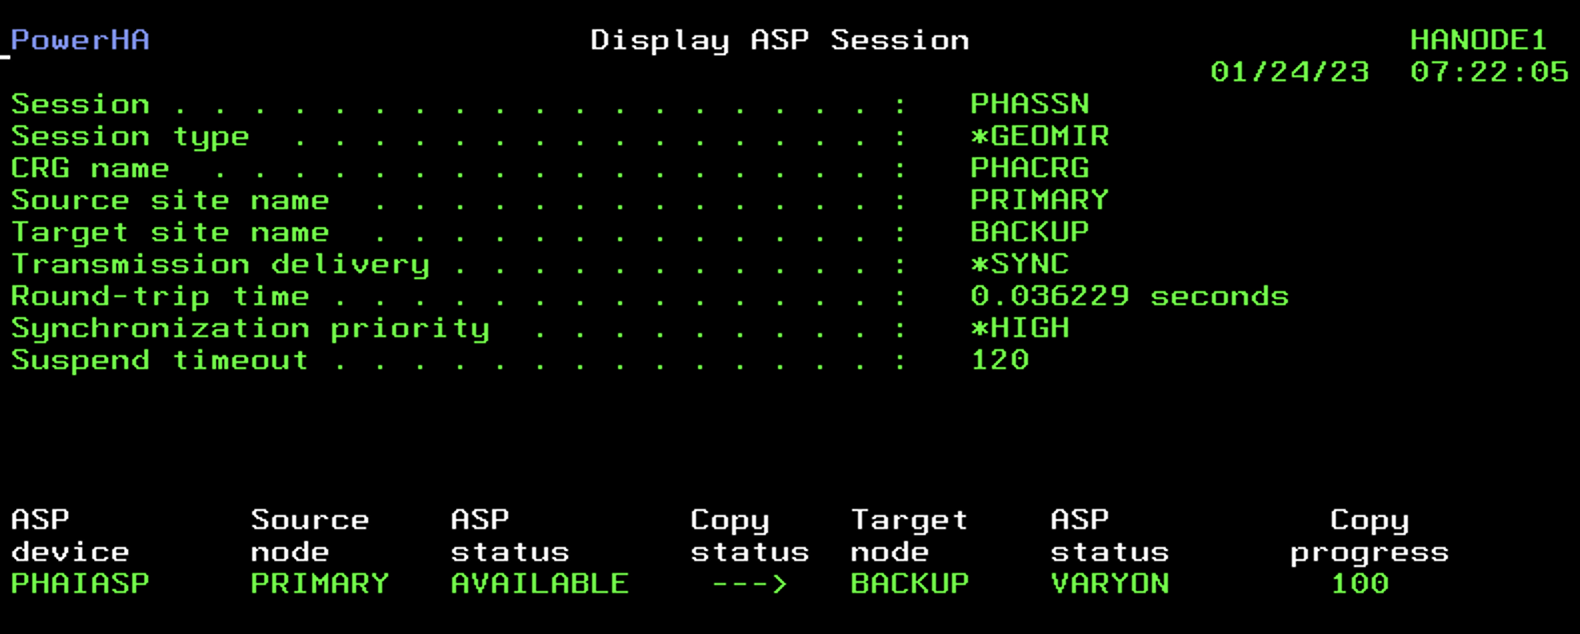 PowerHA Display ASP Session HANODE1
01/24/23 07:22:05
Session . . . . . . . . . . . . . . . . . . : PHASSN
Session type . . . . . . . . . . . . . . . : *GEOMIR
CRG name . . . . . . . . . . . . . . . . . : PHACRG
Source site name . . . . . . . . . . . . . : PRIMARY
Target site name . . . . . . . . . . . . . : BACKUP
Transmission delivery . . . . . . . . . . . : *SYNC
Round-trip time . . . . . . . . . . . . . . : 0.036229 seconds
Synchronization priority . . . . . . . . . : *HIGH
Suspend timeout . . . . . . . . . . . . . . : 120
ASP Source ASP Copy Target ASP Copy
device node status status node status progress
PHAIASP PRIMARY AVAILABLE ---> BACKUP VARYON 100